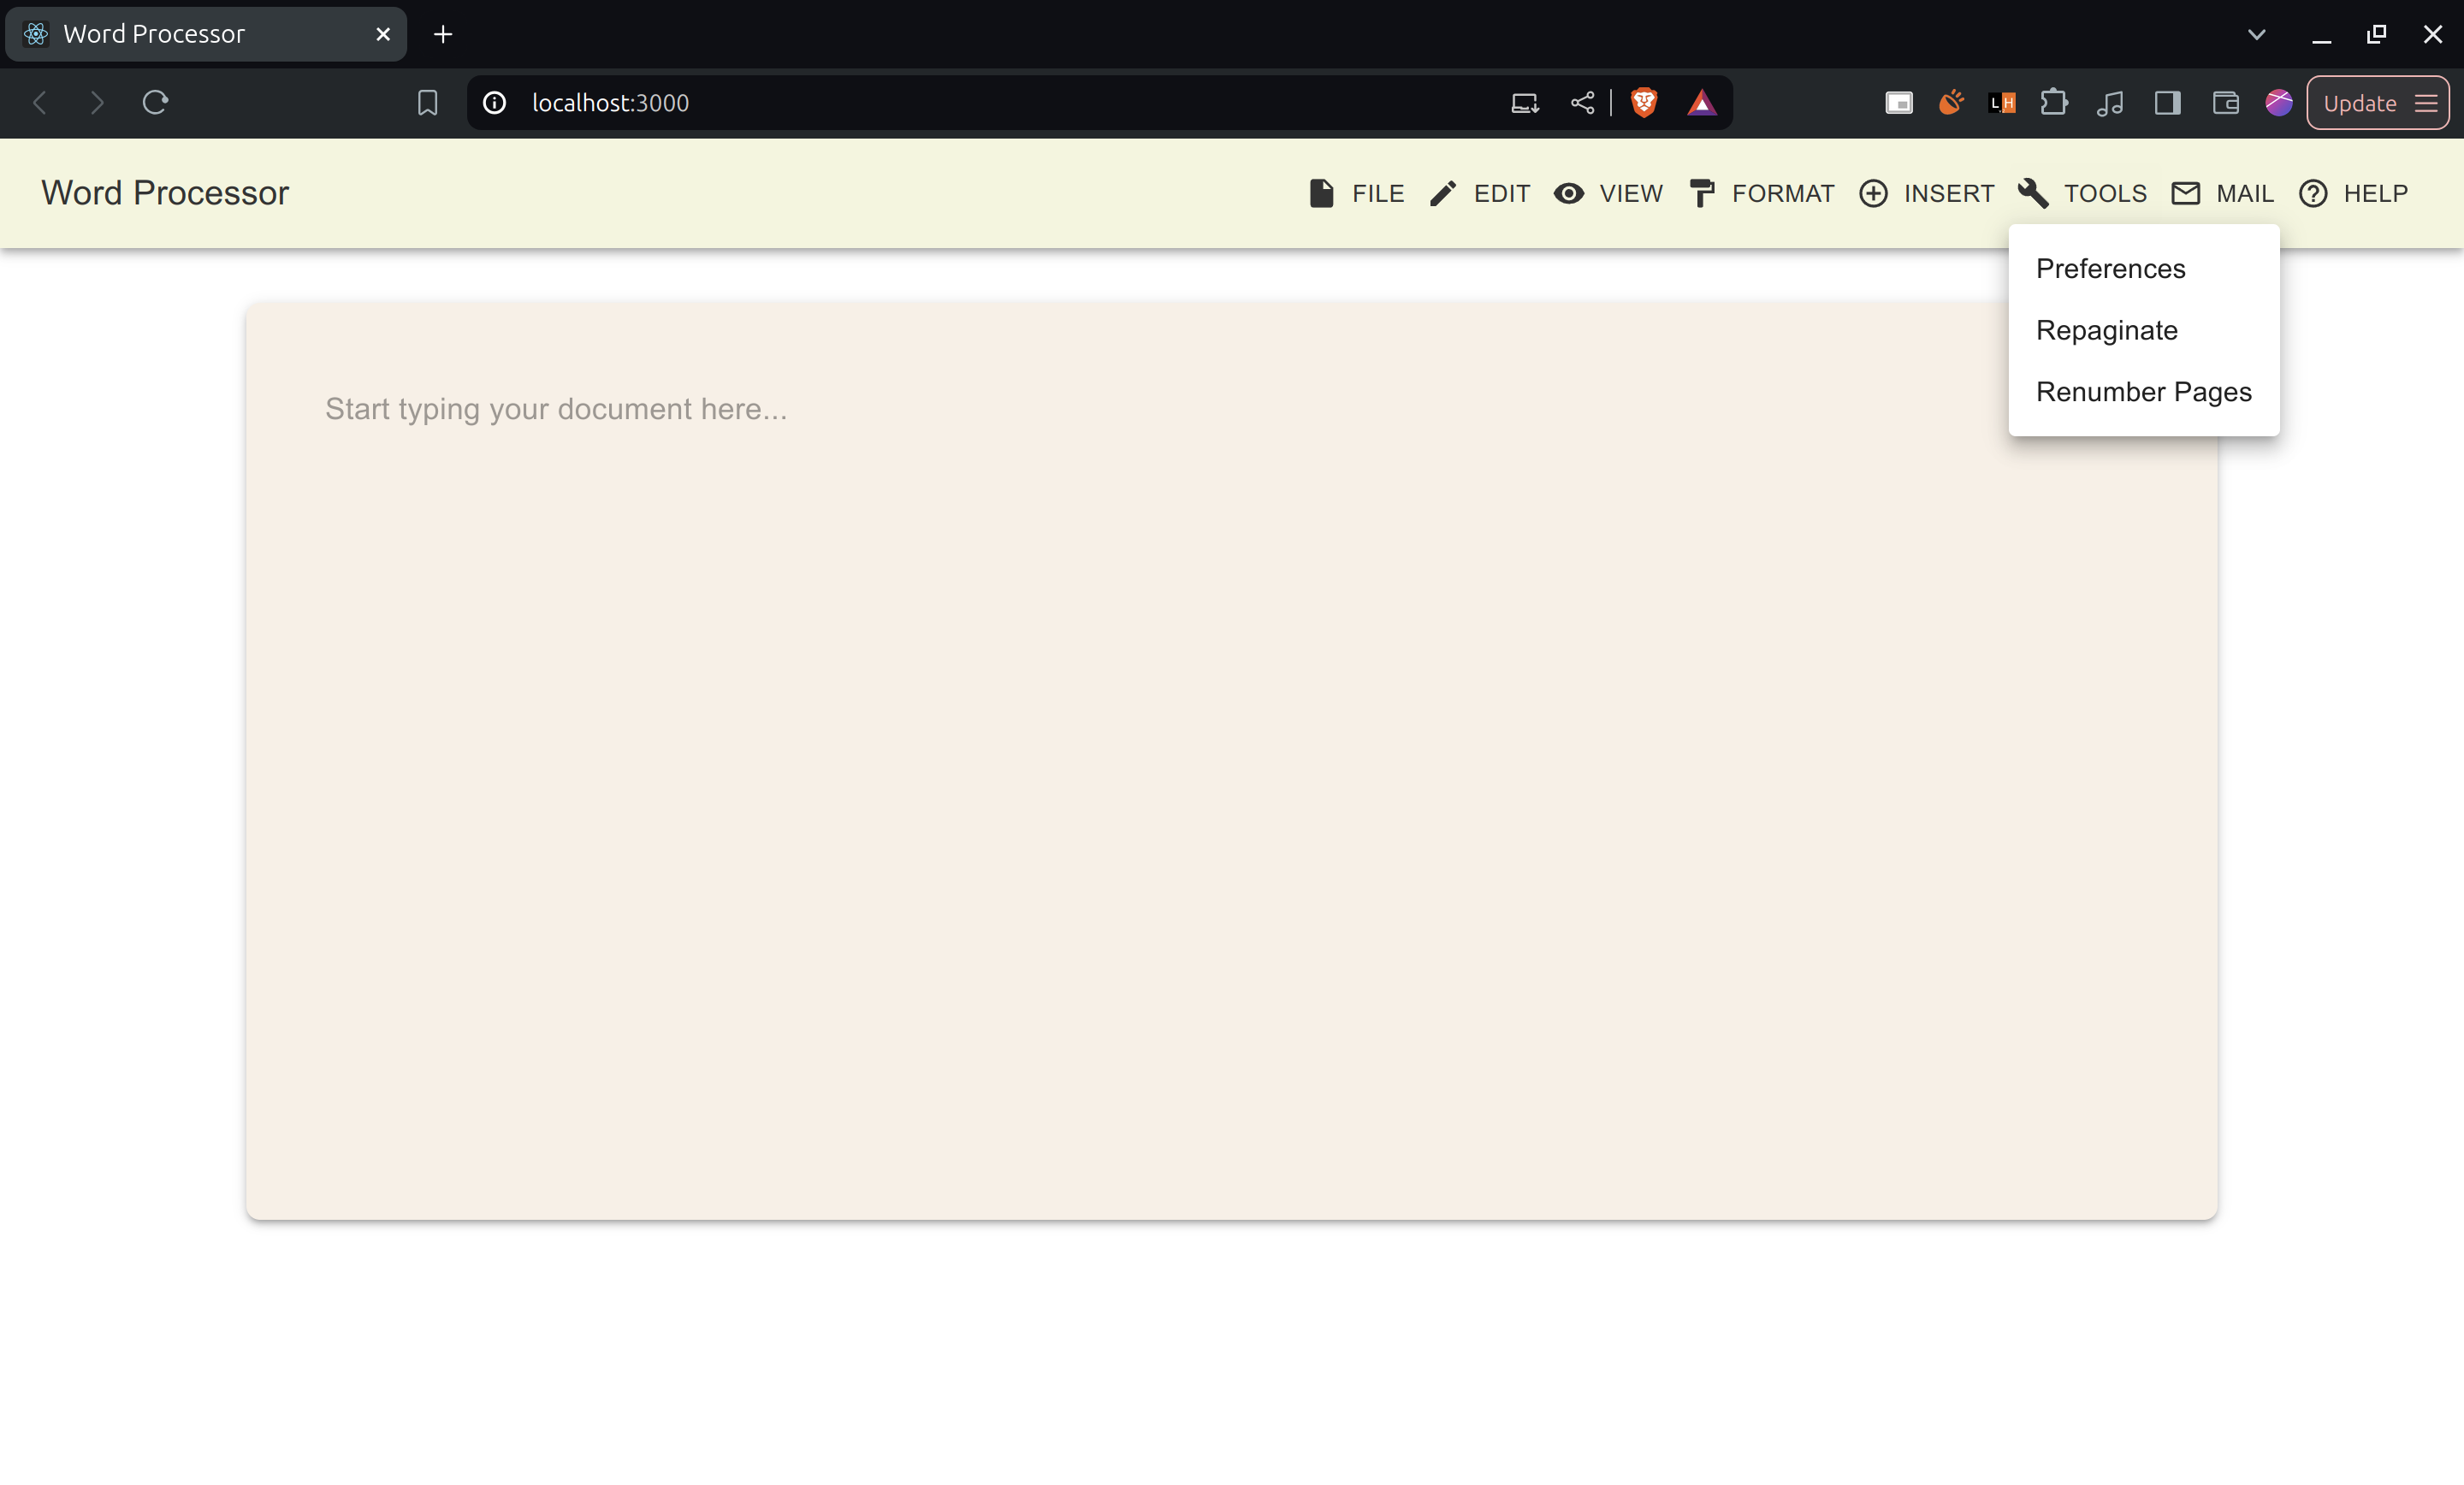 Word Processor
localhost:3000
L H
Update
Word Processor
FILE EDIT VIEW FORMAT INSERT TOOLS MAIL HELP
Preferences
Repaginate
Renumber Pages
Start typing your document here...